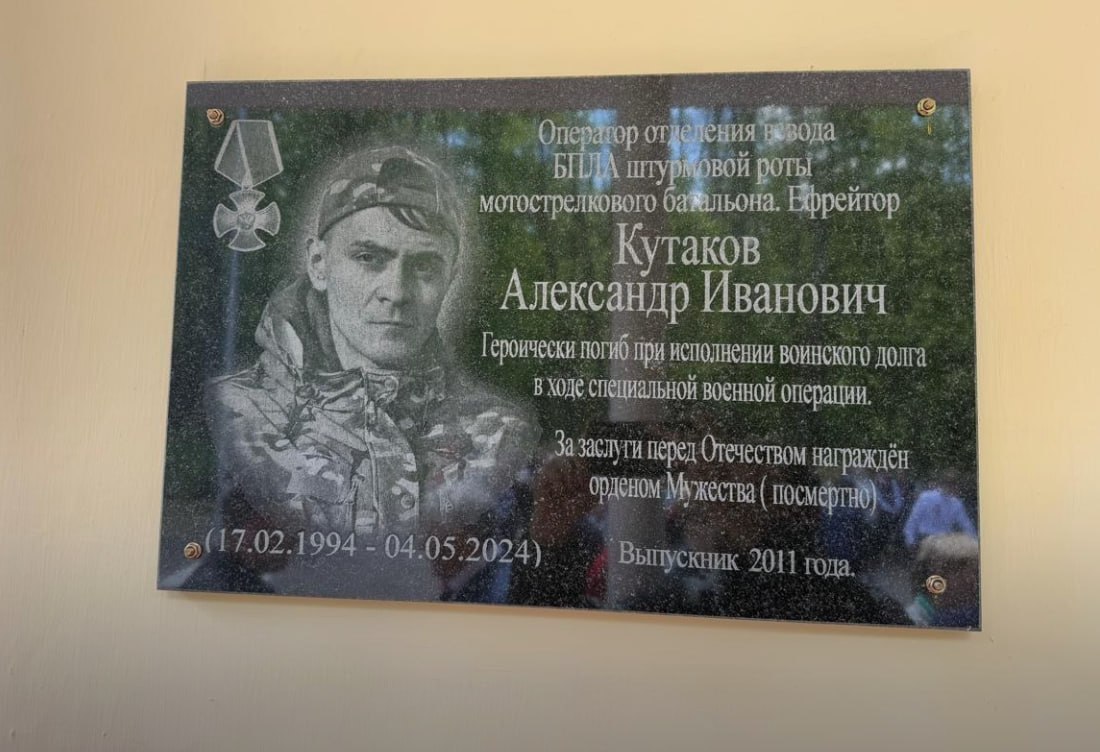 Оператор отделения взвода
БПЛА штурмовой роты
мотострелкового батальона. Ефрейтор
Кутаков
Александр Иванович
Героически погиб при исполнении воинского долга
в ходе специальной военной операции.
За заслуги перед Отечеством награждён
орденом Мужества ( посмертно)
(17.02.1994 - 04.05.2024)
Выпускник 2011 года.